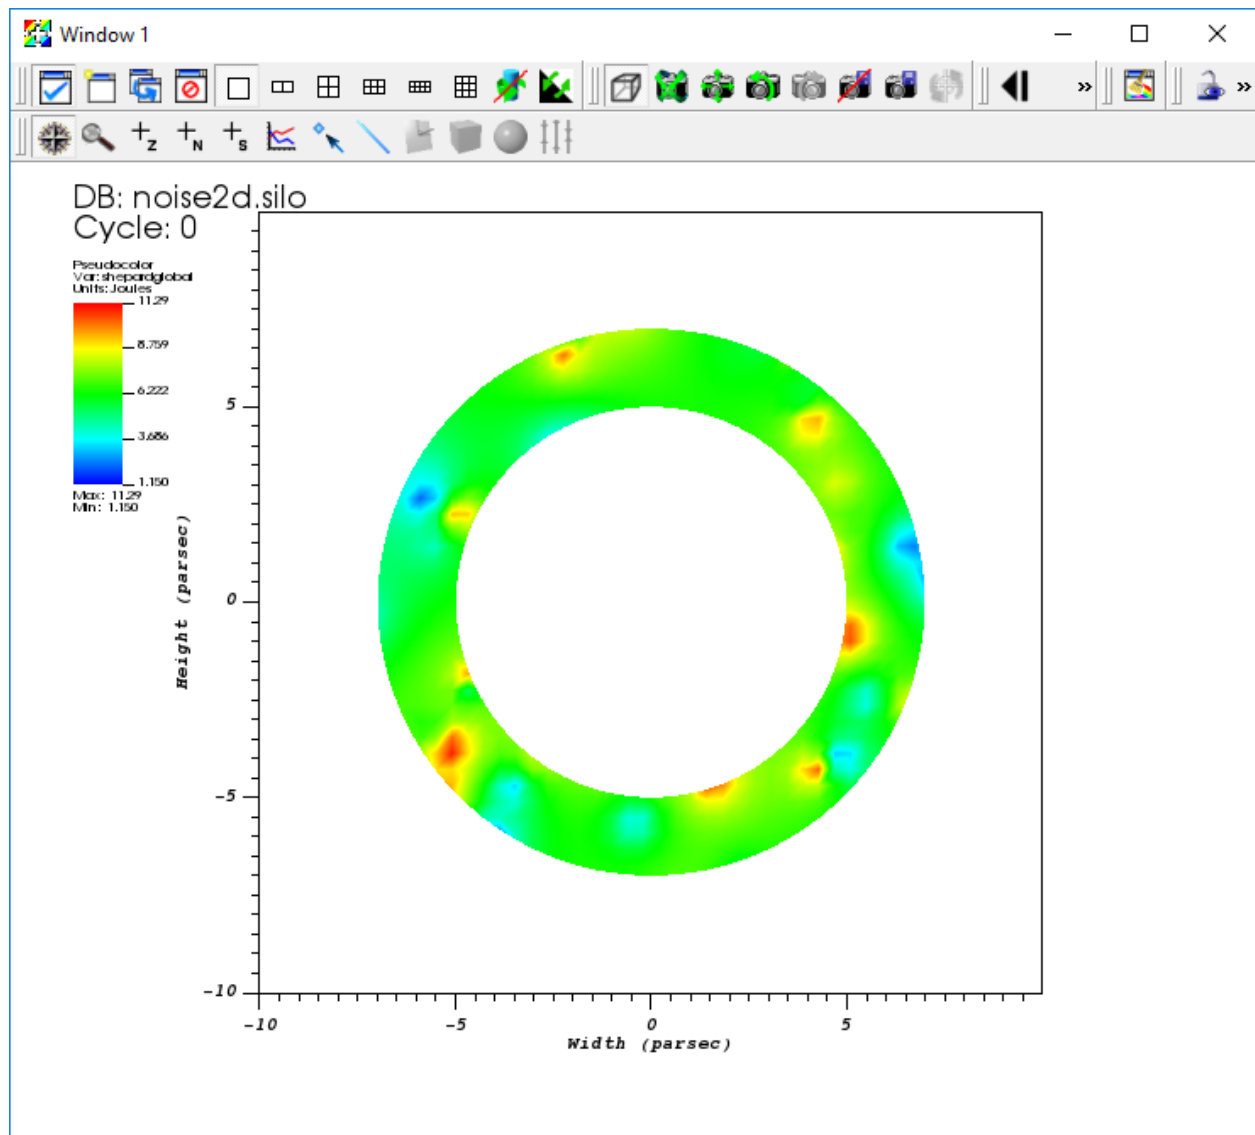 Window 1
Z
N
S
DB: noise2d.silo
Cycle: 0
Pseudocolor
Var: shepardglobal
Units: Joules
11.29
8.759
6.222
3.686
1.150
Max: 11.29
Min: 1.150
Height (parsec)
5
0
-5
-10
-10
-5
0
5
Width (parsec)